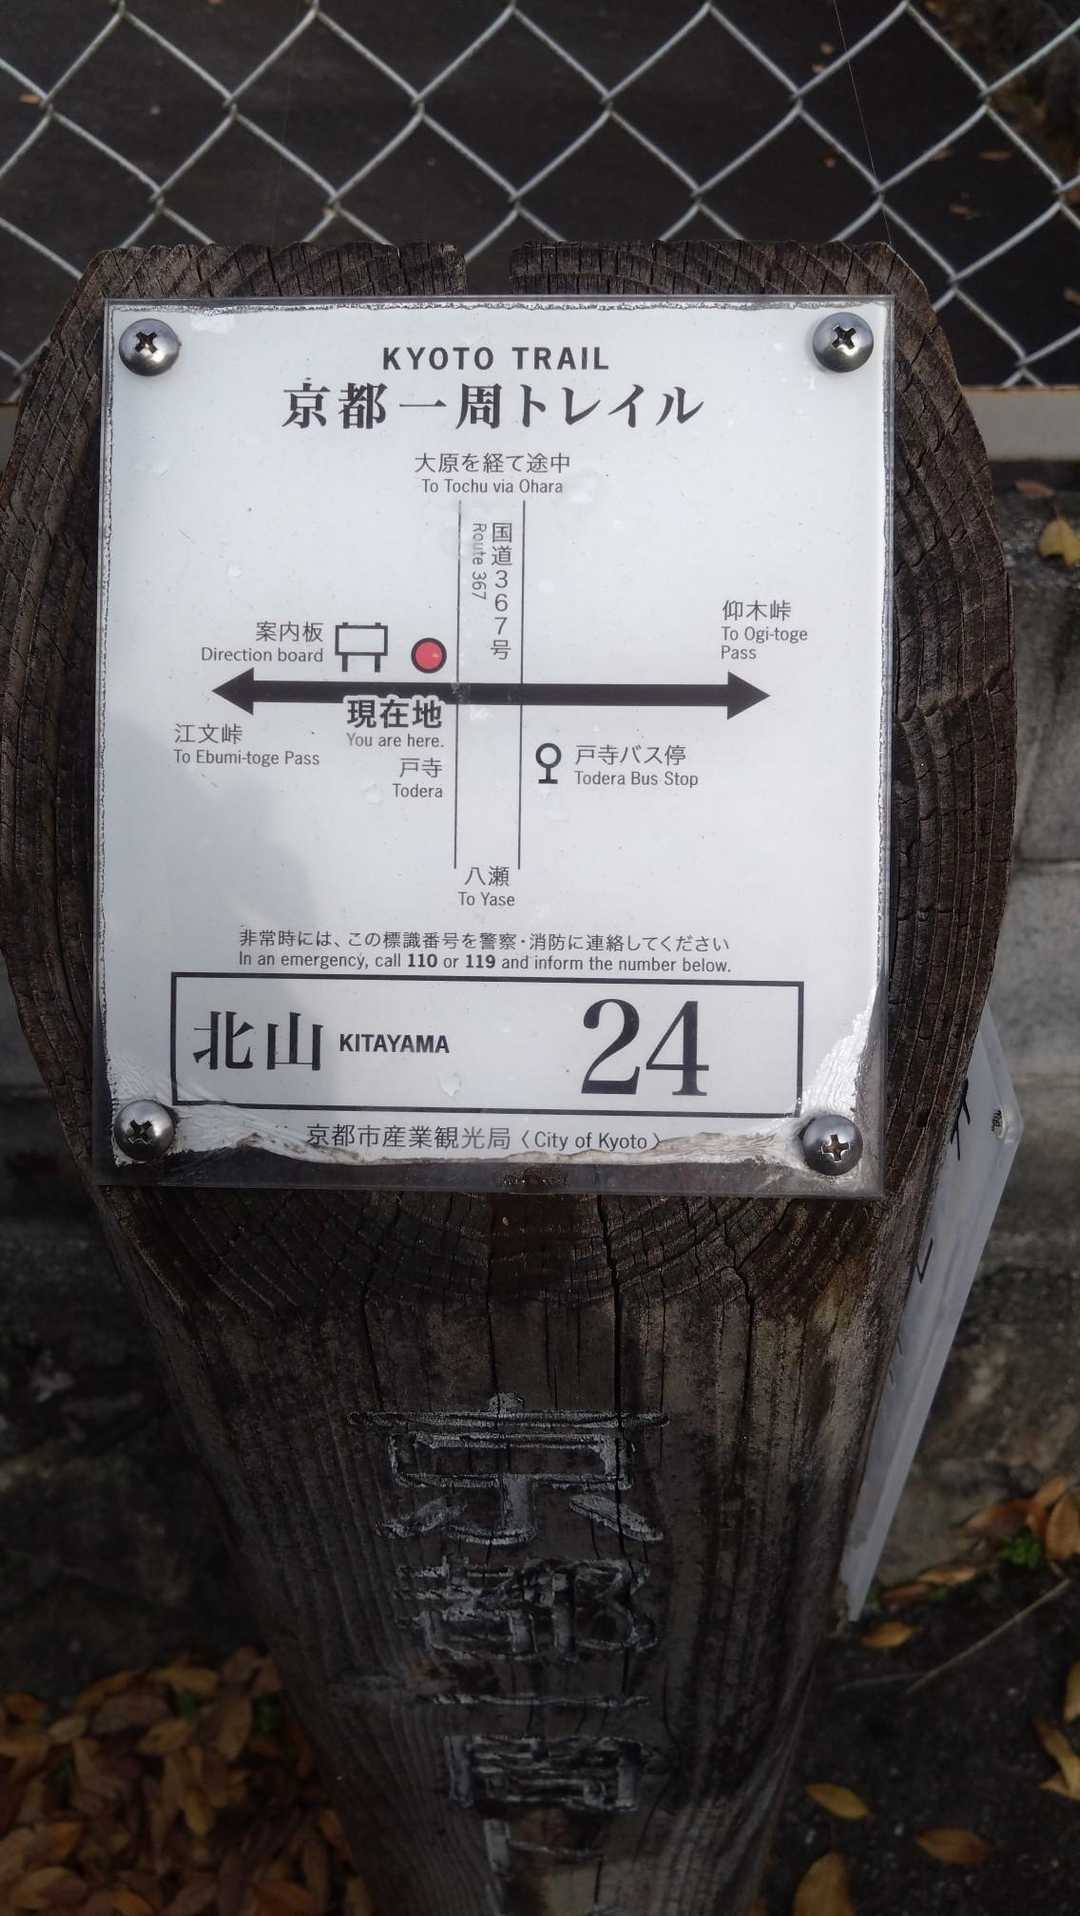 KYOTO TRAIL
京都一周トレイル
大原を経て途中
To Tochu via Ohara
国道367号
Route 367
案内板
Direction board
仰木峠
To Ogi-toge
Pass
現在地
You are here.
江文峠
To Ebumi-toge Pass
戸寺
Todera
戸寺バス停
Todera Bus Stop
八瀬
To Yase
非常時には、この標識番号を警察・消防に連絡してください
In an emergency, call 110 or 119 and inform the number below.
北山 KITAYAMA 24
京都市産業観光局〈City of Kyoto〉
京都一周ト